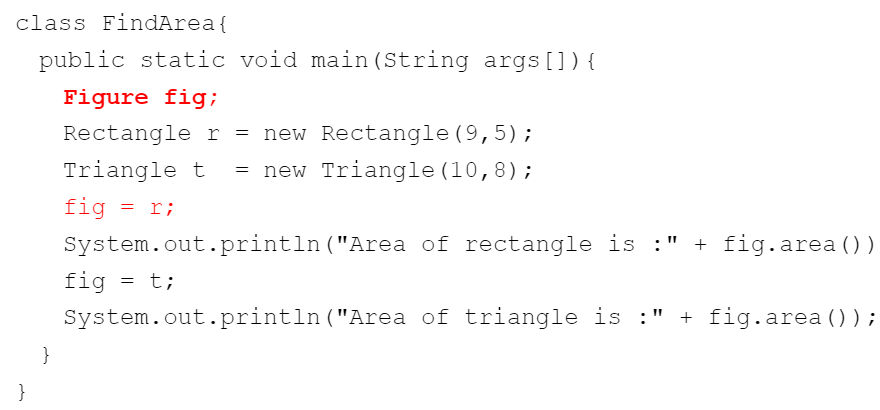 class FindArea{
public static void main(String args[]){
Figure fig;
Rectangle r = new Rectangle(9,5);
Triangle t  = new Triangle(10,8);
fig = r;
System.out.println("Area of rectangle is :" + fig.area())
fig = t;
System.out.println("Area of triangle is :" + fig.area());
}
}